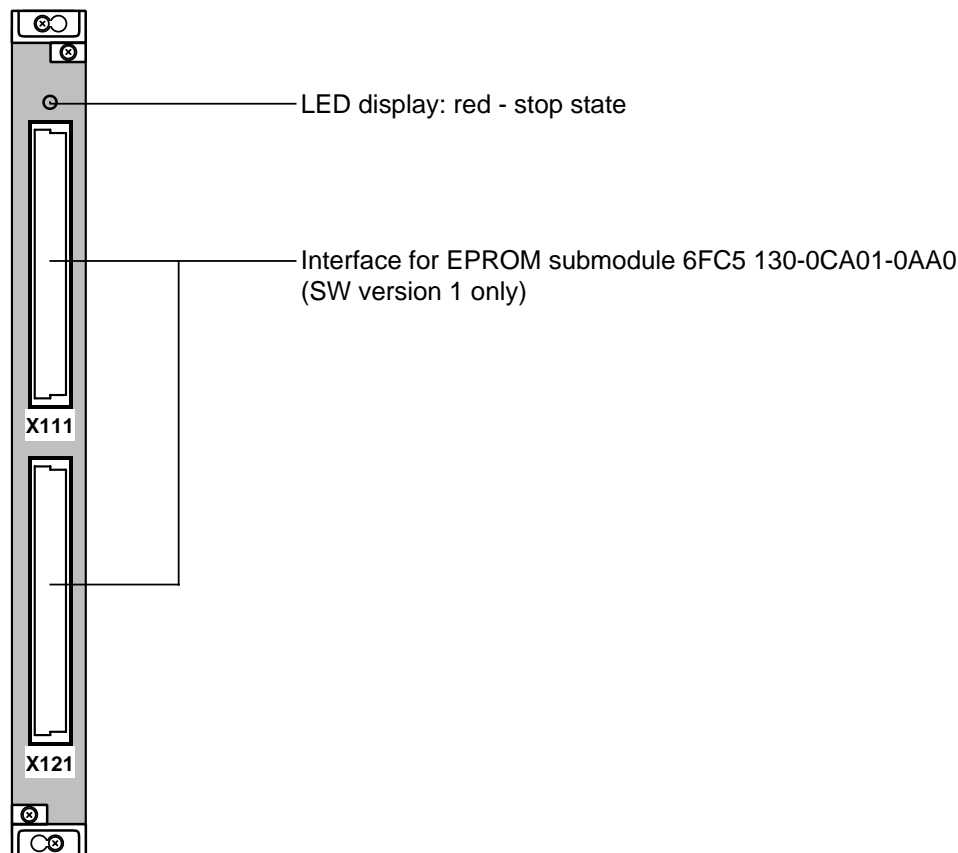 LED display: red - stop state
Interface for EPROM submodule 6FC5 130-0CA01-0AA0
(SW version 1 only)
X111
X121